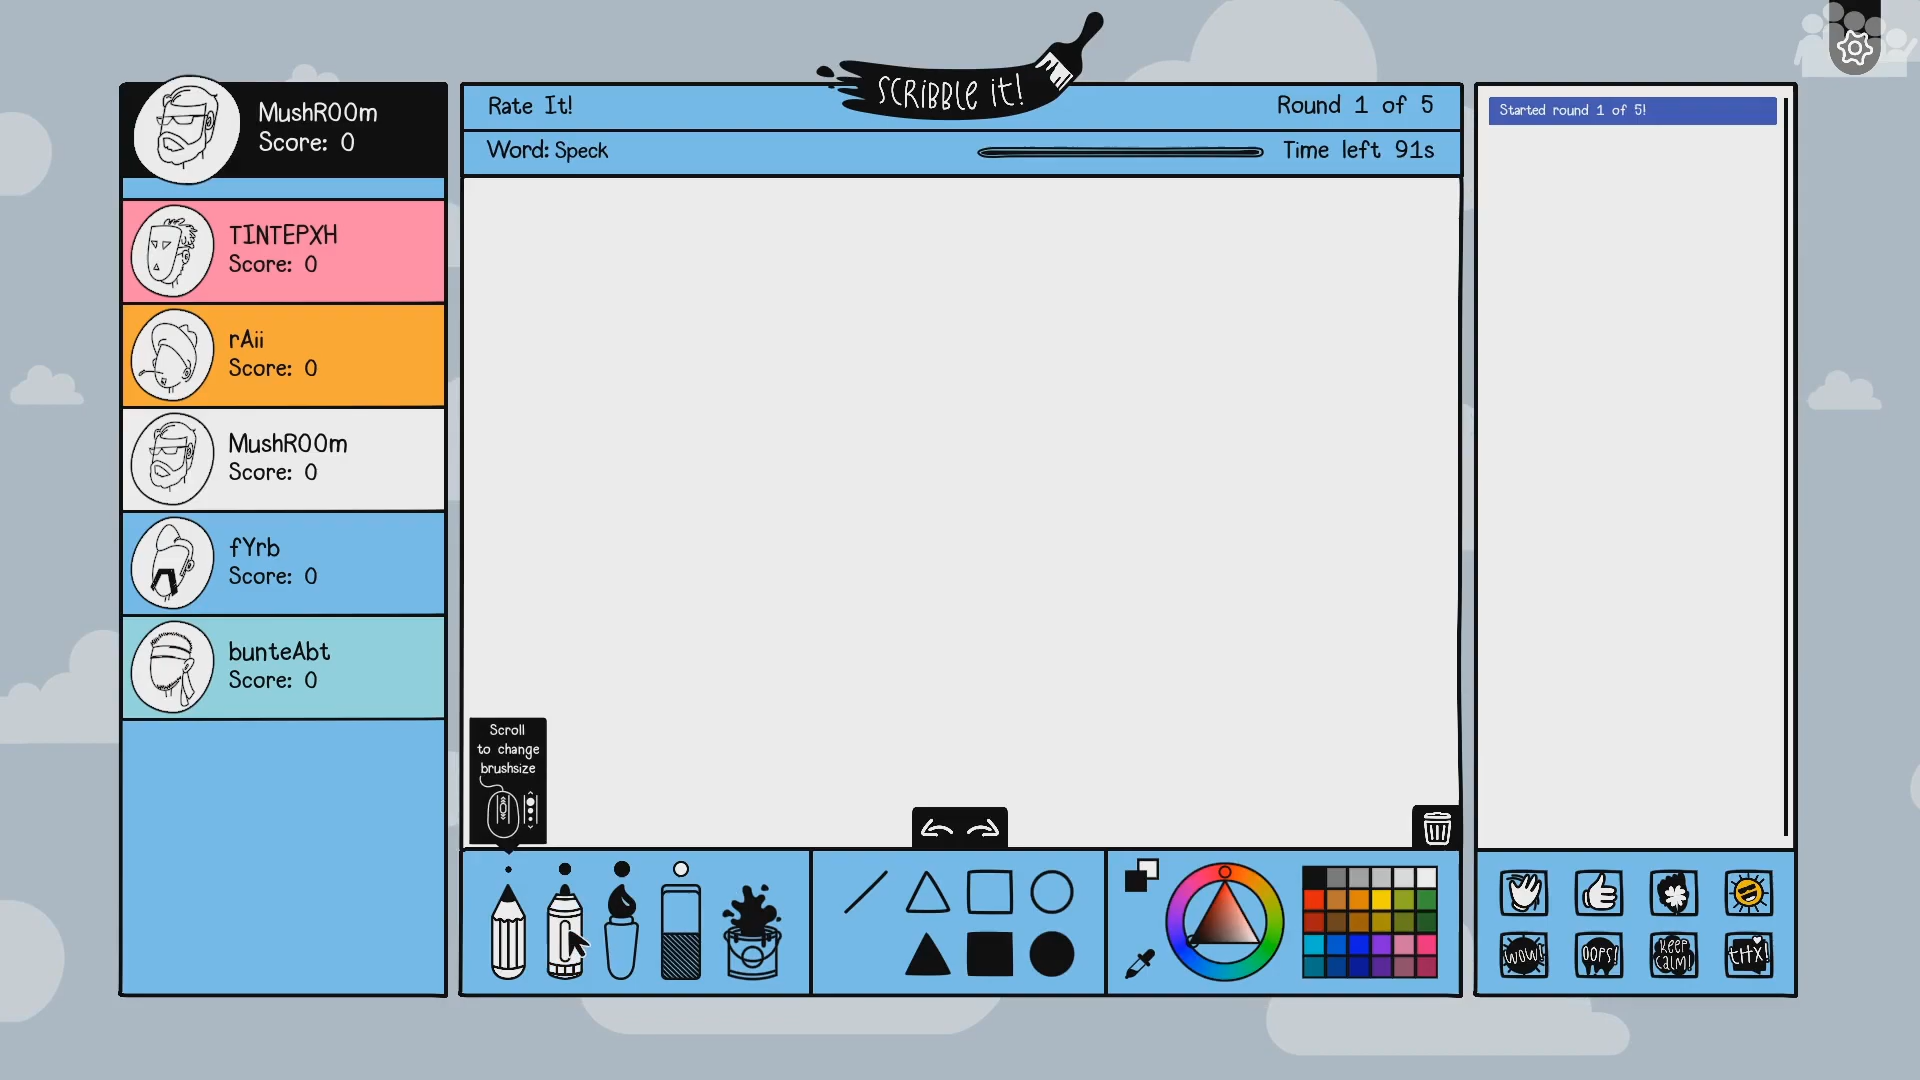 SCRiBBLE iT!
MushROOm
Score: 0
TINTEPXH
Score: 0
rAii
Score: 0
MushROOm
Score: 0
fYrb
Score: 0
bunteAbt
Score: 0
Rate It!
Round 1 of 5
Word: Speck
Time left 91s
Scroll
to change
brushsize
Started round 1 of 5!
WOW!
OOPS!
KEEP
CALM!
tHX!